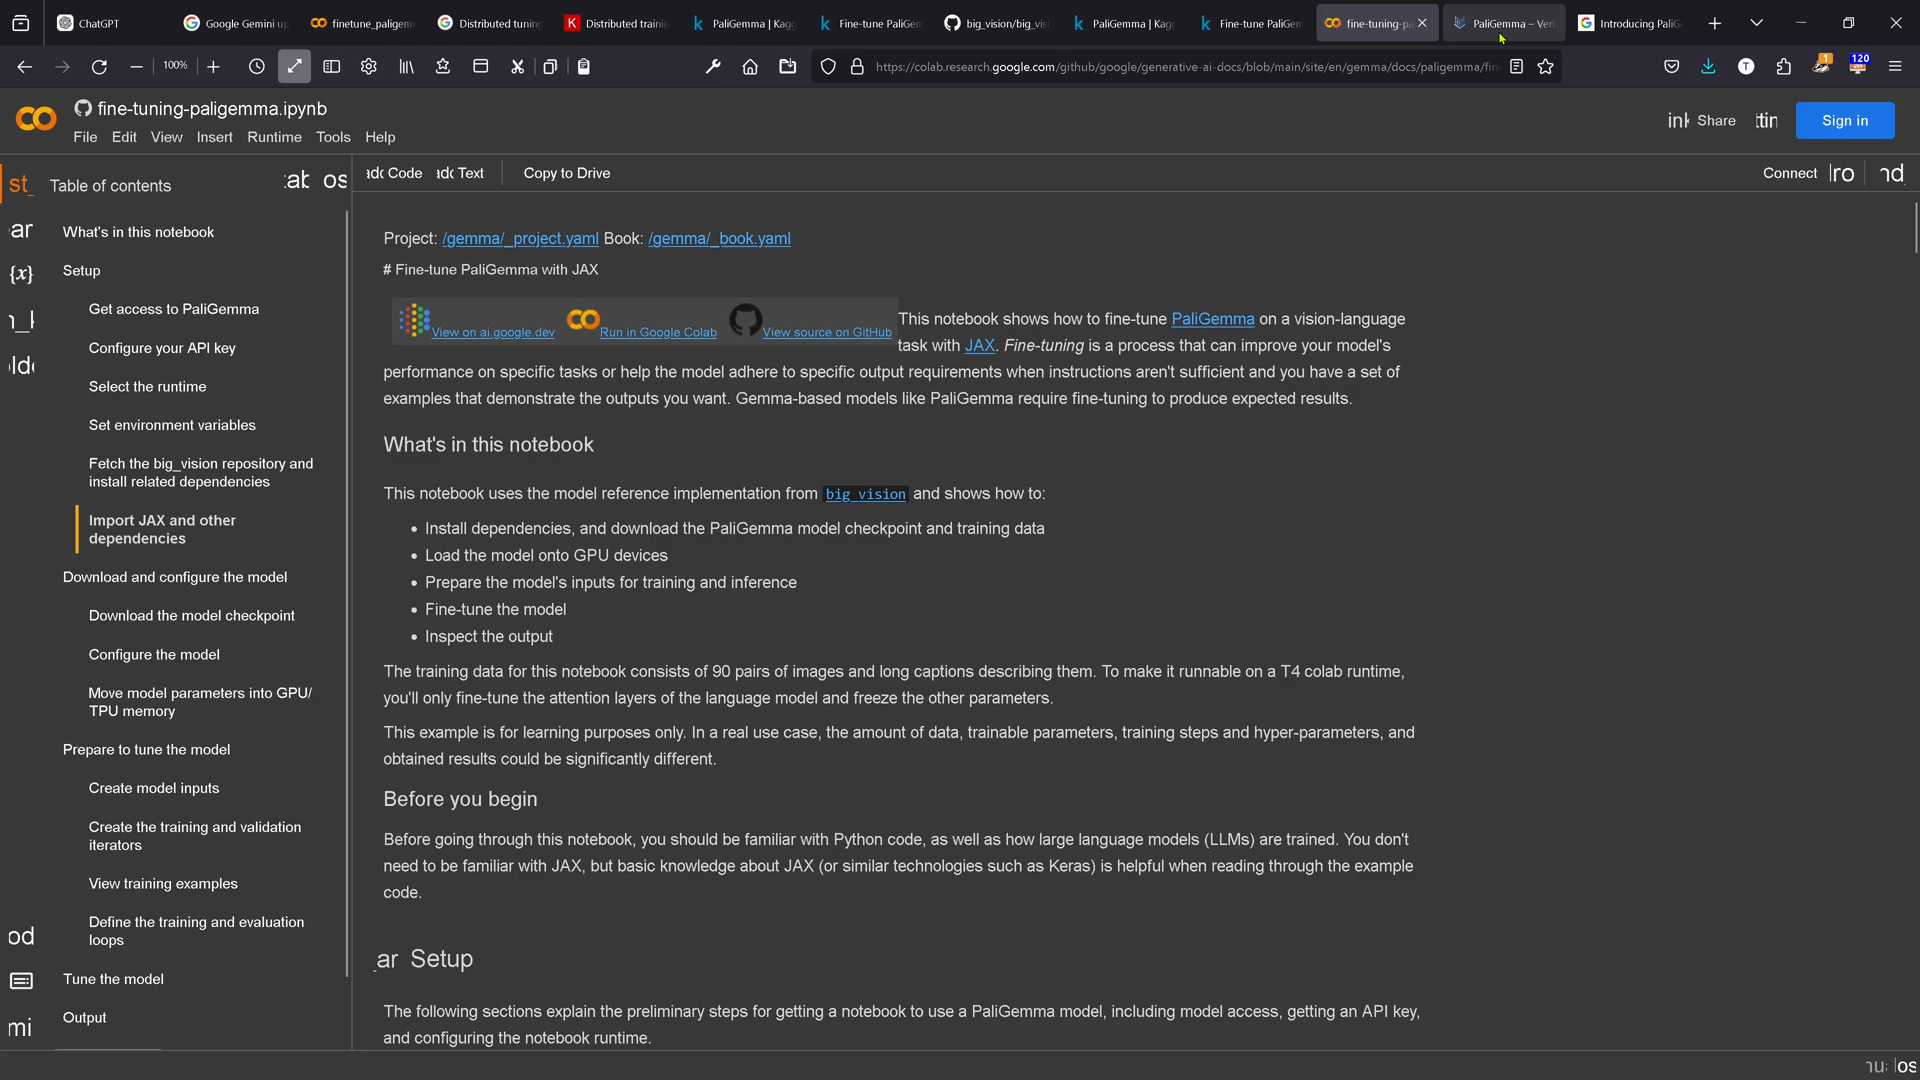 ChatGPT
Google Gemini up
finetune_paligem
Distributed tuning
Distributed trainin
PaliGemma | Kagg
Fine-tune PaliGem
big_vision/big_vis
PaliGemma | Kagg
Fine-tune PaliGem
fine-tuning-pa
PaliGemma – Vert
Introducing PaliG
100%
https://colab.research.google.com/github/google/generative-ai-docs/blob/main/site/en/gemma/docs/paligemma/fin
T
1
120
fine-tuning-paligemma.ipynb
File Edit View Insert Runtime Tools Help
Share
Sign in
Table of contents
Code
Text
Copy to Drive
Connect
What's in this notebook
Setup
Get access to PaliGemma
Configure your API key
Select the runtime
Set environment variables
Fetch the big_vision repository and
install related dependencies
Import JAX and other
dependencies
Download and configure the model
Download the model checkpoint
Configure the model
Move model parameters into GPU/
TPU memory
Prepare to tune the model
Create model inputs
Create the training and validation
iterators
View training examples
Define the training and evaluation
loops
Tune the model
Output
{x}
Project: /gemma/_project.yaml Book: /gemma/_book.yaml
# Fine-tune PaliGemma with JAX
View on ai.google.dev Run in Google Colab View source on GitHub
This notebook shows how to fine-tune PaliGemma on a vision-language
task with JAX. Fine-tuning is a process that can improve your model's
performance on specific tasks or help the model adhere to specific output requirements when instructions aren't sufficient and you have a set of
examples that demonstrate the outputs you want. Gemma-based models like PaliGemma require fine-tuning to produce expected results.
What's in this notebook
This notebook uses the model reference implementation from big_vision and shows how to:
• Install dependencies, and download the PaliGemma model checkpoint and training data
• Load the model onto GPU devices
• Prepare the model's inputs for training and inference
• Fine-tune the model
• Inspect the output
The training data for this notebook consists of 90 pairs of images and long captions describing them. To make it runnable on a T4 colab runtime,
you'll only fine-tune the attention layers of the language model and freeze the other parameters.
This example is for learning purposes only. In a real use case, the amount of data, trainable parameters, training steps and hyper-parameters, and
obtained results could be significantly different.
Before you begin
Before going through this notebook, you should be familiar with Python code, as well as how large language models (LLMs) are trained. You don't
need to be familiar with JAX, but basic knowledge about JAX (or similar technologies such as Keras) is helpful when reading through the example
code.
Setup
The following sections explain the preliminary steps for getting a notebook to use a PaliGemma model, including model access, getting an API key,
and configuring the notebook runtime.